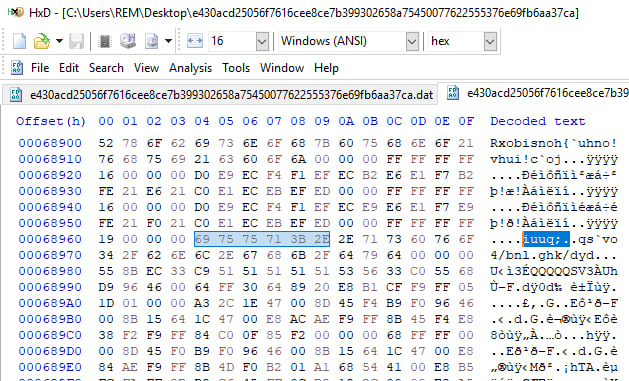 HxD - [C:\Users\REM\Desktop\e430acd25056f7616cee8ce7b399302658a75450077622555376e69fb6aa37ca]
16 Windows (ANSI) hex
File Edit Search View Analysis Tools Window Help
e430acd25056f7616cee8ce7b399302658a75450077622555376e69fb6aa37ca.dat e430acd25056f7616cee8ce7b39
Offset(h) 00 01 02 03 04 05 06 07 08 09 0A 0B 0C 0D 0E 0F Decoded text
00068900 52 78 6F 62 69 73 6E 6F 68 7B 60 75 68 6E 6F 21 Rxobisnoh{`uhno!
00068910 76 68 75 69 21 63 60 6F 6A 00 00 00 FF FF FF FF vhui!c`oj...ÿÿÿÿ
00068920 16 00 00 00 D0 E9 EC F4 F1 EF EC B2 E6 E1 F7 B2 ....Ðéìôñïì²æá÷²
00068930 FE 21 E6 21 C0 E1 EC EB EF ED 00 00 FF FF FF FF þ!æ!Àáìëïí..ÿÿÿÿ
00068940 16 00 00 00 D0 E9 EC F4 F1 EF EC E9 E6 E1 F7 E9 ....Ðéìôñïìéæá÷é
00068950 FE 21 F0 21 C0 E1 EC EB EF ED 00 00 FF FF FF FF þ!ð!Àáìëïí..ÿÿÿÿ
00068960 19 00 00 00 69 75 75 71 3B 2E 2E 71 73 60 76 6F ....iuuq;..qs`vo
00068970 34 2F 62 6E 6C 2E 67 68 6B 2F 64 79 64 00 00 00 4/bnl.ghk/dyd...
00068980 55 8B EC 33 C9 51 51 51 51 51 53 56 33 C0 55 68 U‹ì3ÉQQQQQSV3ÀUh
00068990 D9 96 46 00 64 FF 30 64 89 20 E8 B1 CF FF F9 05 Ù–F.dÿ0d‰ è±Ïÿù.
000689A0 1D 01 00 00 A3 2C 1E 47 00 8D 45 F4 B9 F0 96 46 ....£,.G..Eô¹ð–F
000689B0 00 8B 15 64 1C 47 00 E8 AC AE F9 FF 8B 45 F4 E8 .‹.d.G.è¬®ùÿ‹Eôè
000689C0 38 F2 F9 FF 84 C0 0F 85 F2 00 00 00 68 FF FF 00 8òùÿ„À.…ò...hÿÿ.
000689D0 00 8D 45 F0 B9 F0 96 46 00 8B 15 64 1C 47 00 E8 ..Eð¹ð–F.‹.d.G.è
000689E0 84 AE F9 FF 8B 4D F0 B2 01 A1 68 54 41 00 E8 B5 „®ùÿ‹Mð².¡hTA.èµ